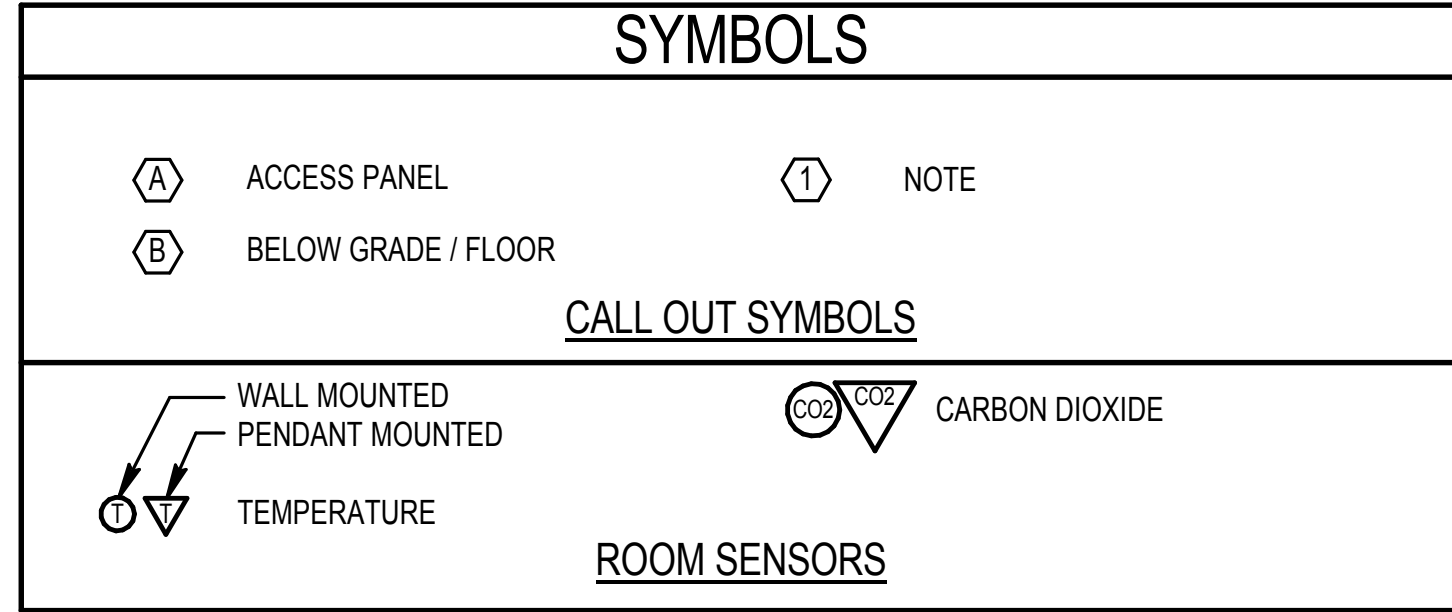 SYMBOLS
A ACCESS PANEL
1 NOTE
B BELOW GRADE / FLOOR
CALL OUT SYMBOLS
WALL MOUNTED
PENDANT MOUNTED
CO2 CO2 CARBON DIOXIDE
T T TEMPERATURE
ROOM SENSORS